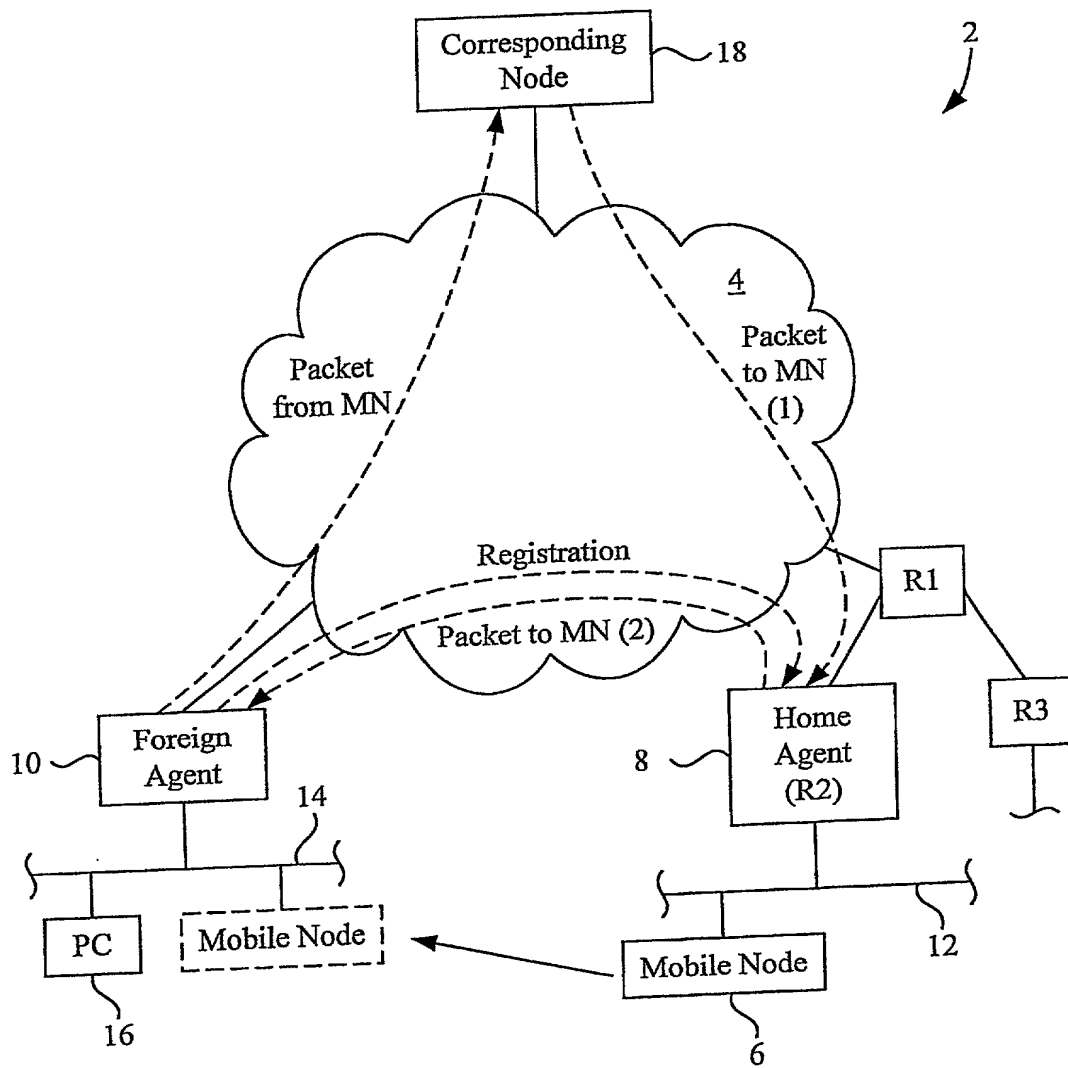 Corresponding
Node
18
2
4
Packet
to MN
(1)
Packet
from MN
Registration
Packet to MN (2)
R1
R3
Foreign
Agent
10
Home
Agent
(R2)
8
14
PC
Mobile Node
16
12
Mobile Node
6